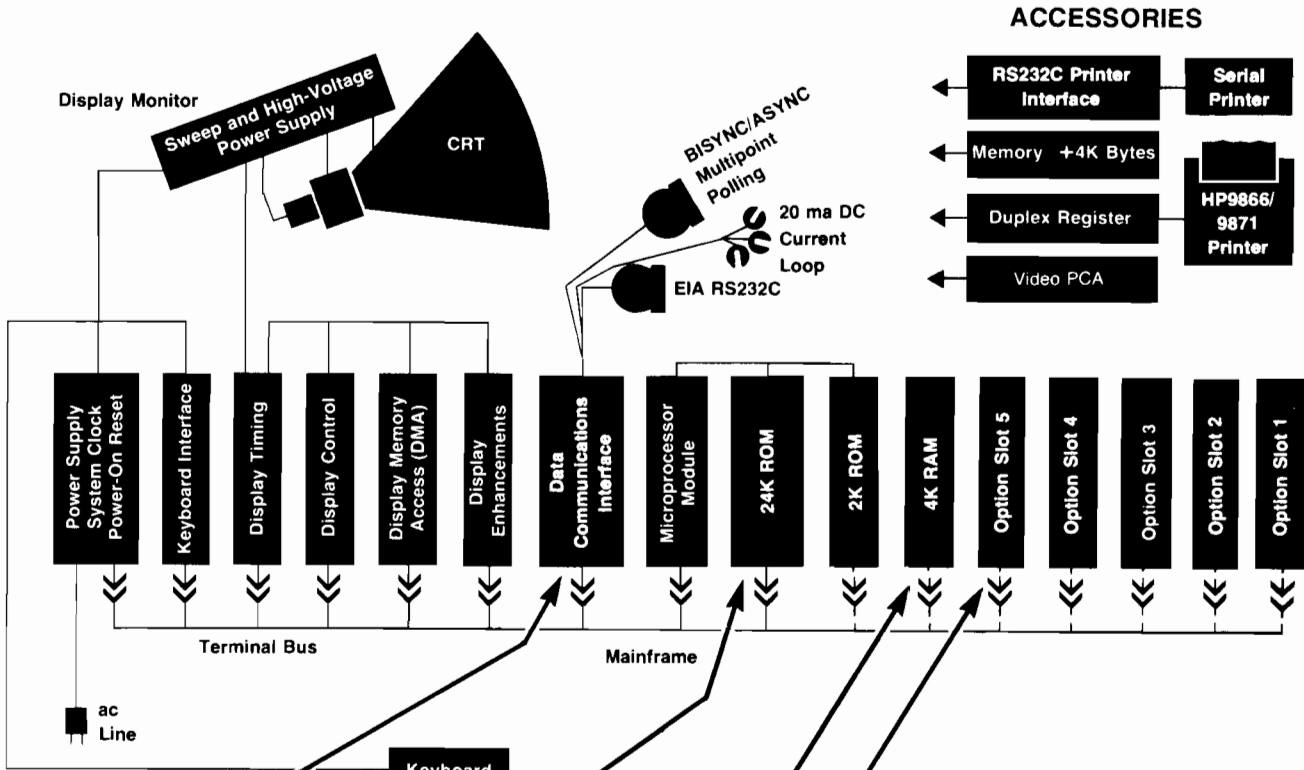 ACCESSORIES
RS232C Printer
Interface
Serial
Printer
Memory +4K Bytes
Duplex Register
HP9866/
9871
Printer
Video PCA
Display Monitor
Sweep and High-Voltage
Power Supply
CRT
BISYNC/ASYNC
Multipoint
Polling
20 ma DC
Current
Loop
EIA RS232C
Power Supply
System Clock
Power-On Reset
Keyboard Interface
Display Timing
Display Control
Display Memory
Access (DMA)
Display
Enhancements
Data
Communications
Interface
Microprocessor
Module
24K ROM
2K ROM
4K RAM
Option Slot 5
Option Slot 4
Option Slot 3
Option Slot 2
Option Slot 1
Terminal Bus
Mainframe
ac
Line
Keyboard